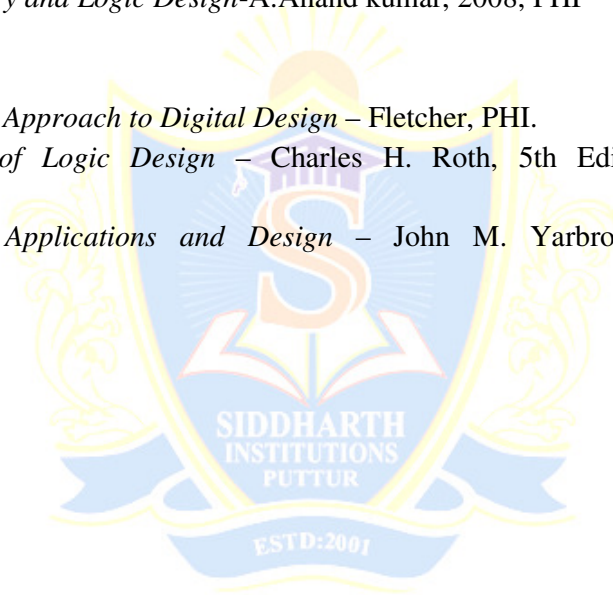 y and Logic Design-A.Anand kumar, 2008, PHI
Approach to Digital Design – Fletcher, PHI.
of Logic Design – Charles H. Roth, 5th Edi
Applications and Design – John M. Yarbro
S
SIDDHARTH
INSTITUTIONS
PUTTUR
ESTD:2001